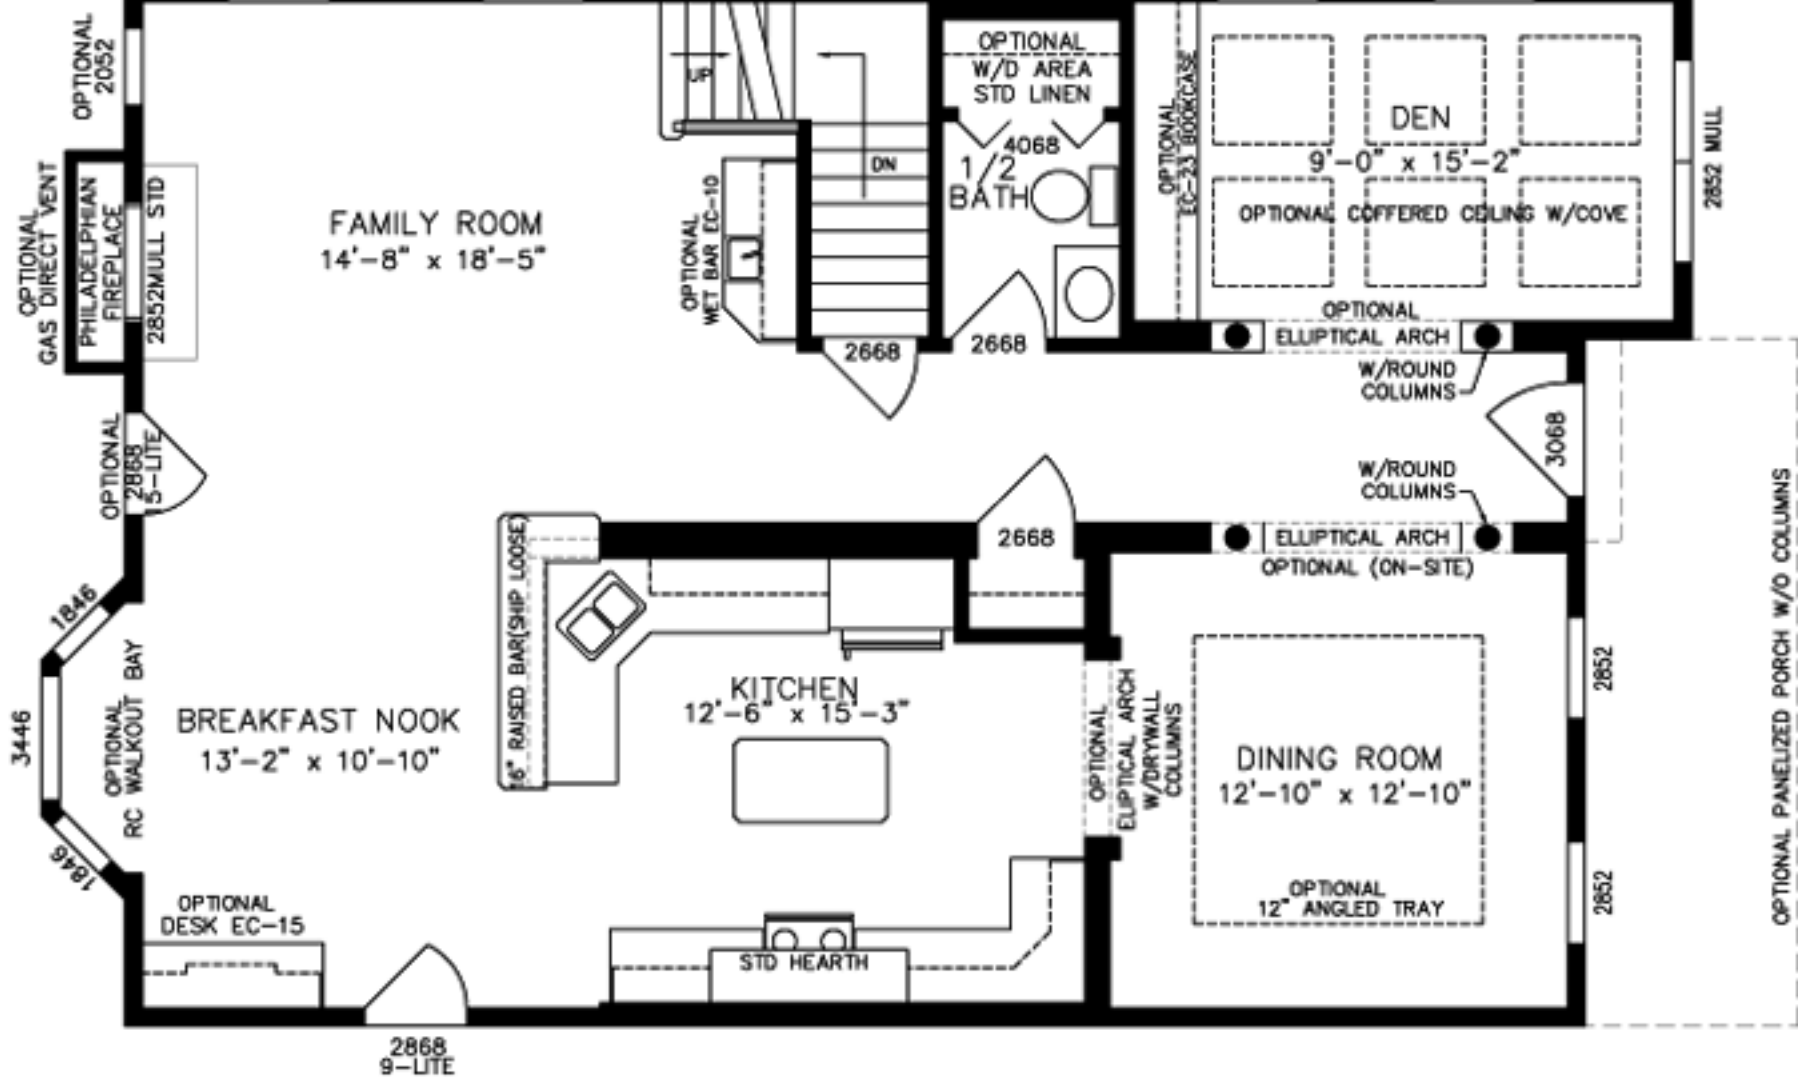 OPTIONAL
2052
OPTIONAL
GAS DIRECT VENT
PHILADELPHIAN
FIREPLACE
2852MULL STD
FAMILY ROOM
14'-8" x 18'-5"
UP
DN
OPTIONAL
WET BAR EC-10
2668
OPTIONAL
W/D AREA
STD LINEN
4068
1/2
BATH
2668
OPTIONAL
EC-23 BOOKCASE
DEN
9'-0" x 15'-2"
OPTIONAL COFFERED CEILING W/COVE
2852 MULL
OPTIONAL
ELLIPTICAL ARCH
W/ROUND
COLUMNS
3068
W/ROUND
COLUMNS
ELLIPTICAL ARCH
OPTIONAL (ON-SITE)
OPTIONAL
2868
15-LITE
2668
1846
3446
1846
OPTIONAL
RC WALKOUT BAY
BREAKFAST NOOK
13'-2" x 10'-10"
16" RAISED BAR(SHIP LOOSE)
KITCHEN
12'-6" x 15'-3"
OPTIONAL
ELIPTICAL ARCH
W/DRYWALL
COLUMNS
DINING ROOM
12'-10" x 12'-10"
OPTIONAL
12" ANGLED TRAY
2852
2852
OPTIONAL PANELIZED PORCH W/O COLUMNS
OPTIONAL
DESK EC-15
STD HEARTH
2868
9-LITE